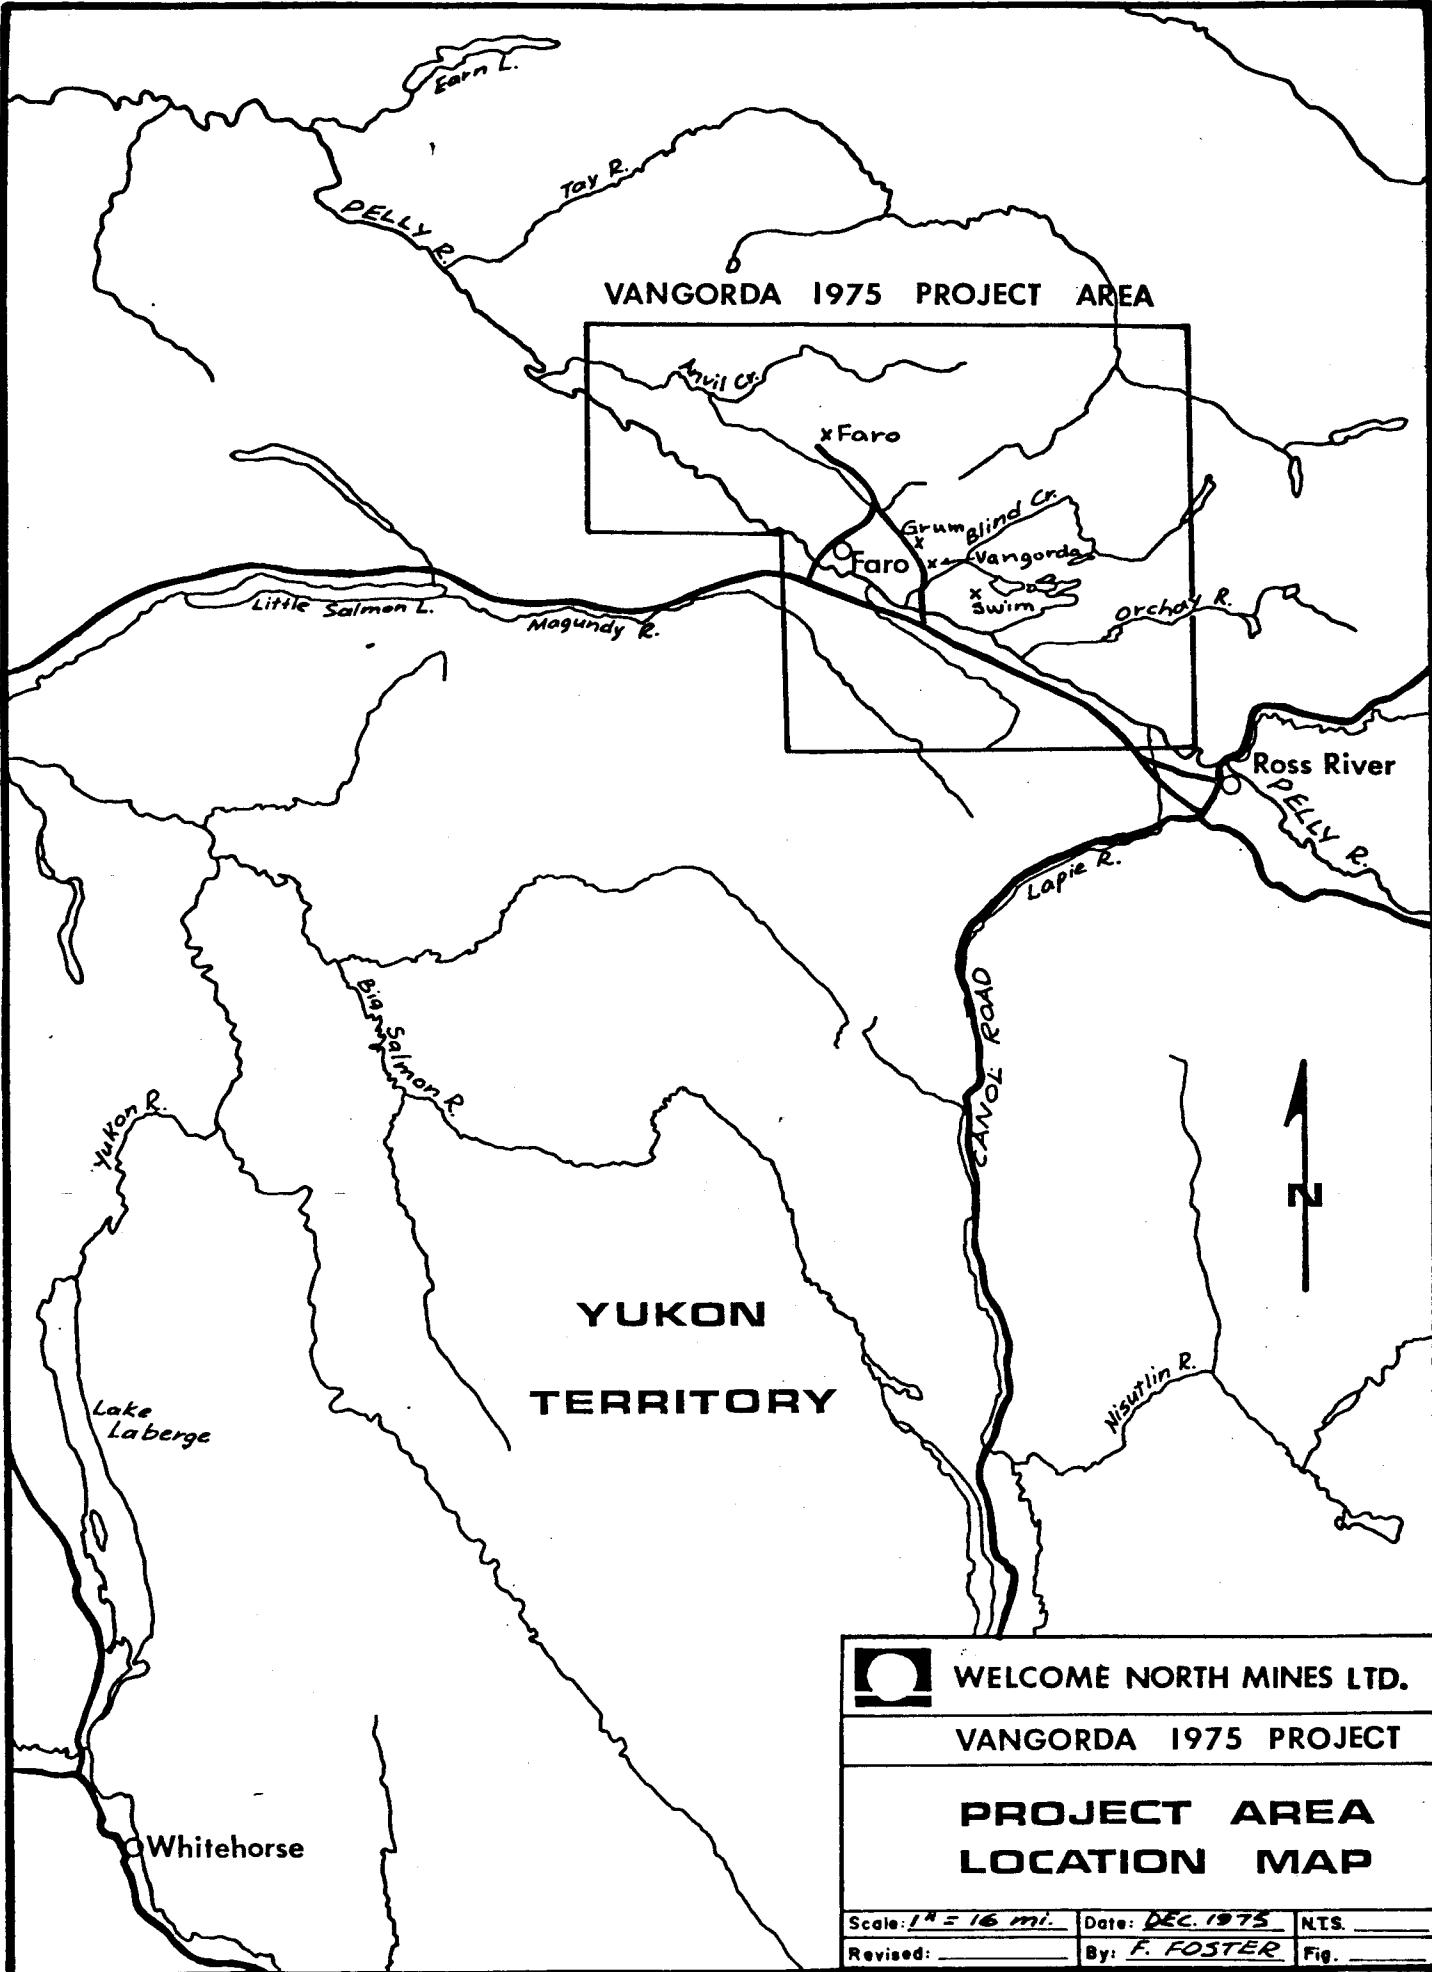 Earn L.
Tay R.
PELLY R.
VANGORDA 1975 PROJECT AREA
Anvil Cr.
xFaro
Grum
x
Blind Cr.
Faro
x
Vangorda
x
Swim
Orchay R.
Little Salmon L.
Magundy R.
Ross River
PELLY R.
Lapie R.
Big Salmon R.
CANOL ROAD
Yukon R.
N
YUKON
TERRITORY
Nisutlin R.
Lake
Laberge
Whitehorse
WELCOME NORTH MINES LTD.
VANGORDA 1975 PROJECT
PROJECT AREA
LOCATION MAP
Scale: 1" = 16 mi. Date: DEC. 1975 N.T.S.
Revised: By: F. FOSTER Fig.